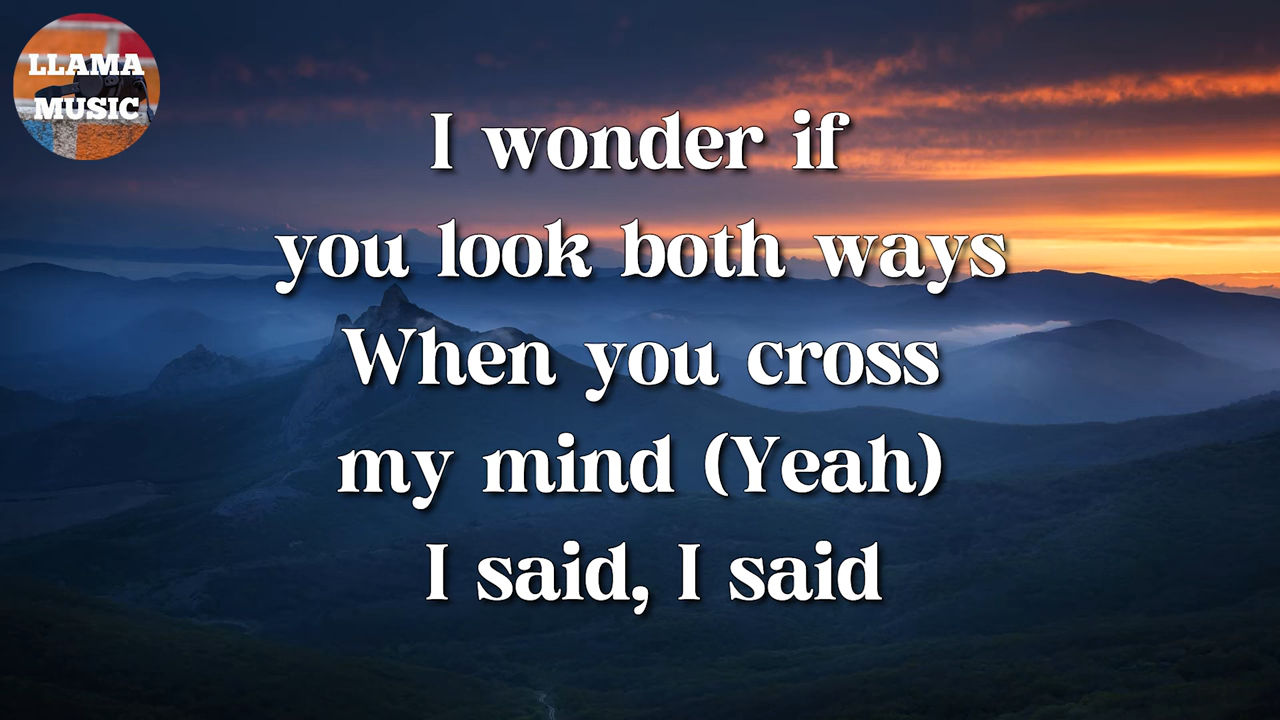 LLAMA
MUSIC
I wonder if
you look both ways
When you cross
my mind (Yeah)
I said, I said